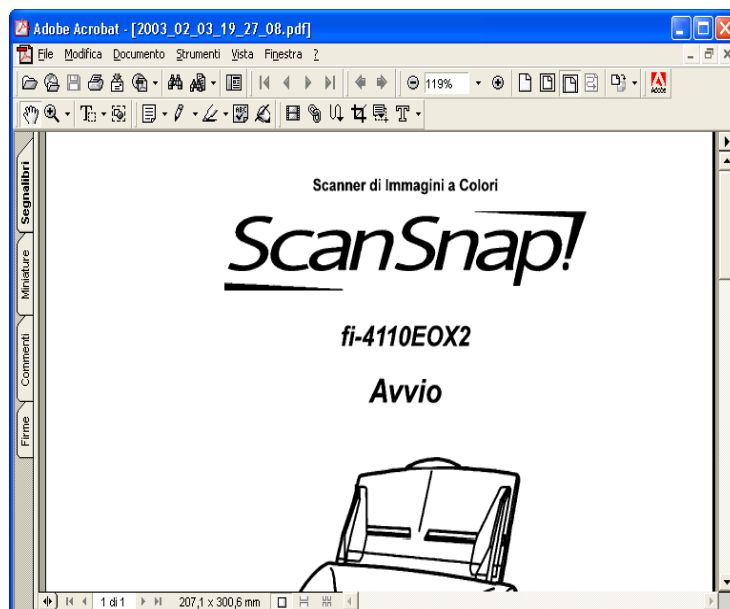 Adobe Acrobat - [2003_02_03_19_27_08.pdf]
File Modifica Documento Strumenti Vista Finestra ?
119%
Adobe
Segnalibri
Miniature
Commenti
Firme
Scanner di Immagini a Colori
ScanSnap!
fi-4110EOX2
Avvio
1 di 1 207,1 x 300,6 mm